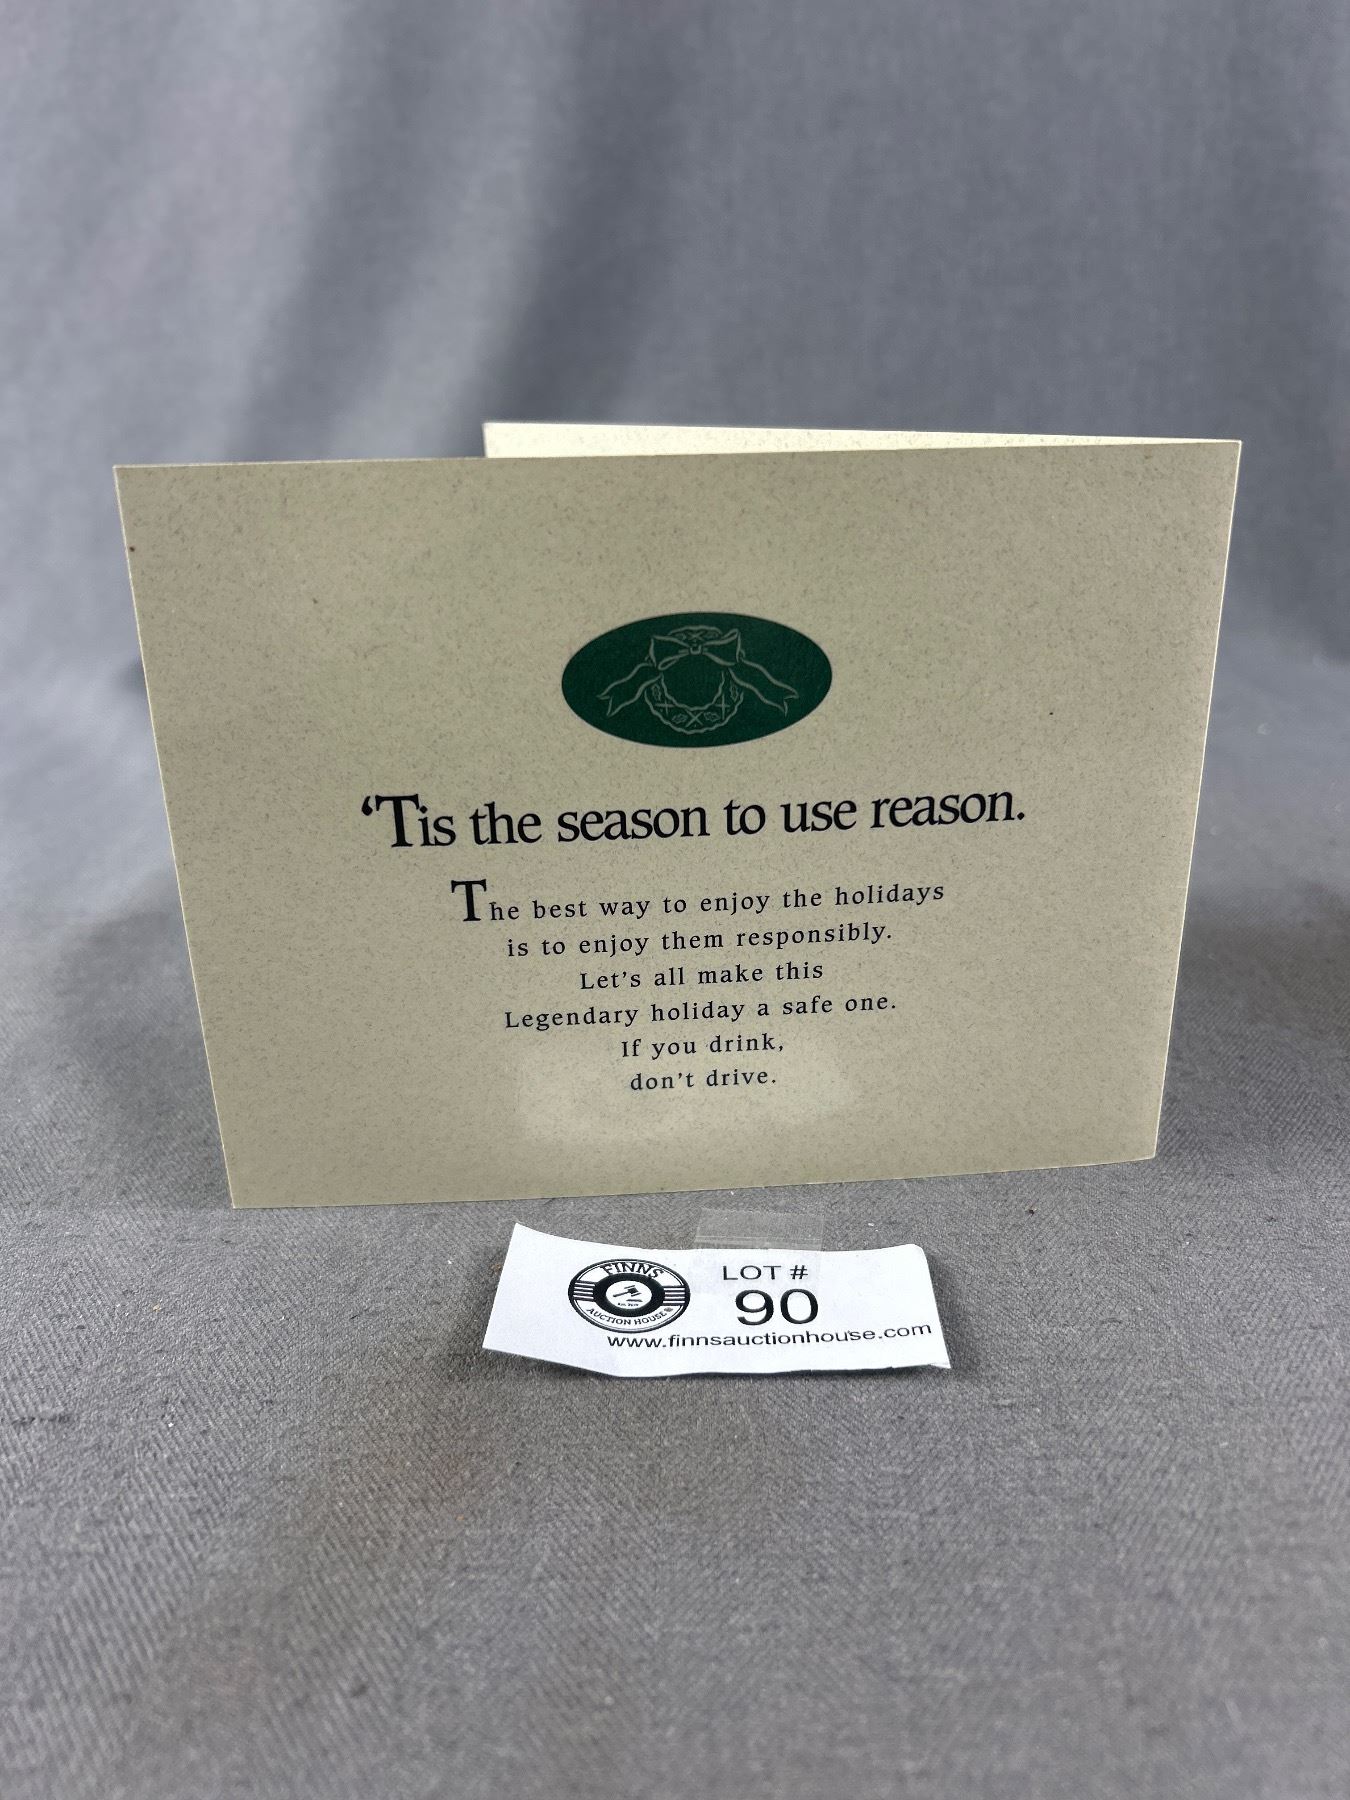 ‘Tis the season to use reason.
The best way to enjoy the holidays
is to enjoy them responsibly.
Let's all make this
Legendary holiday a safe one.
If you drink,
don't drive.
FINNS
AUCTION HOUSE
LOT #
90
www.finnsauctionhouse.com